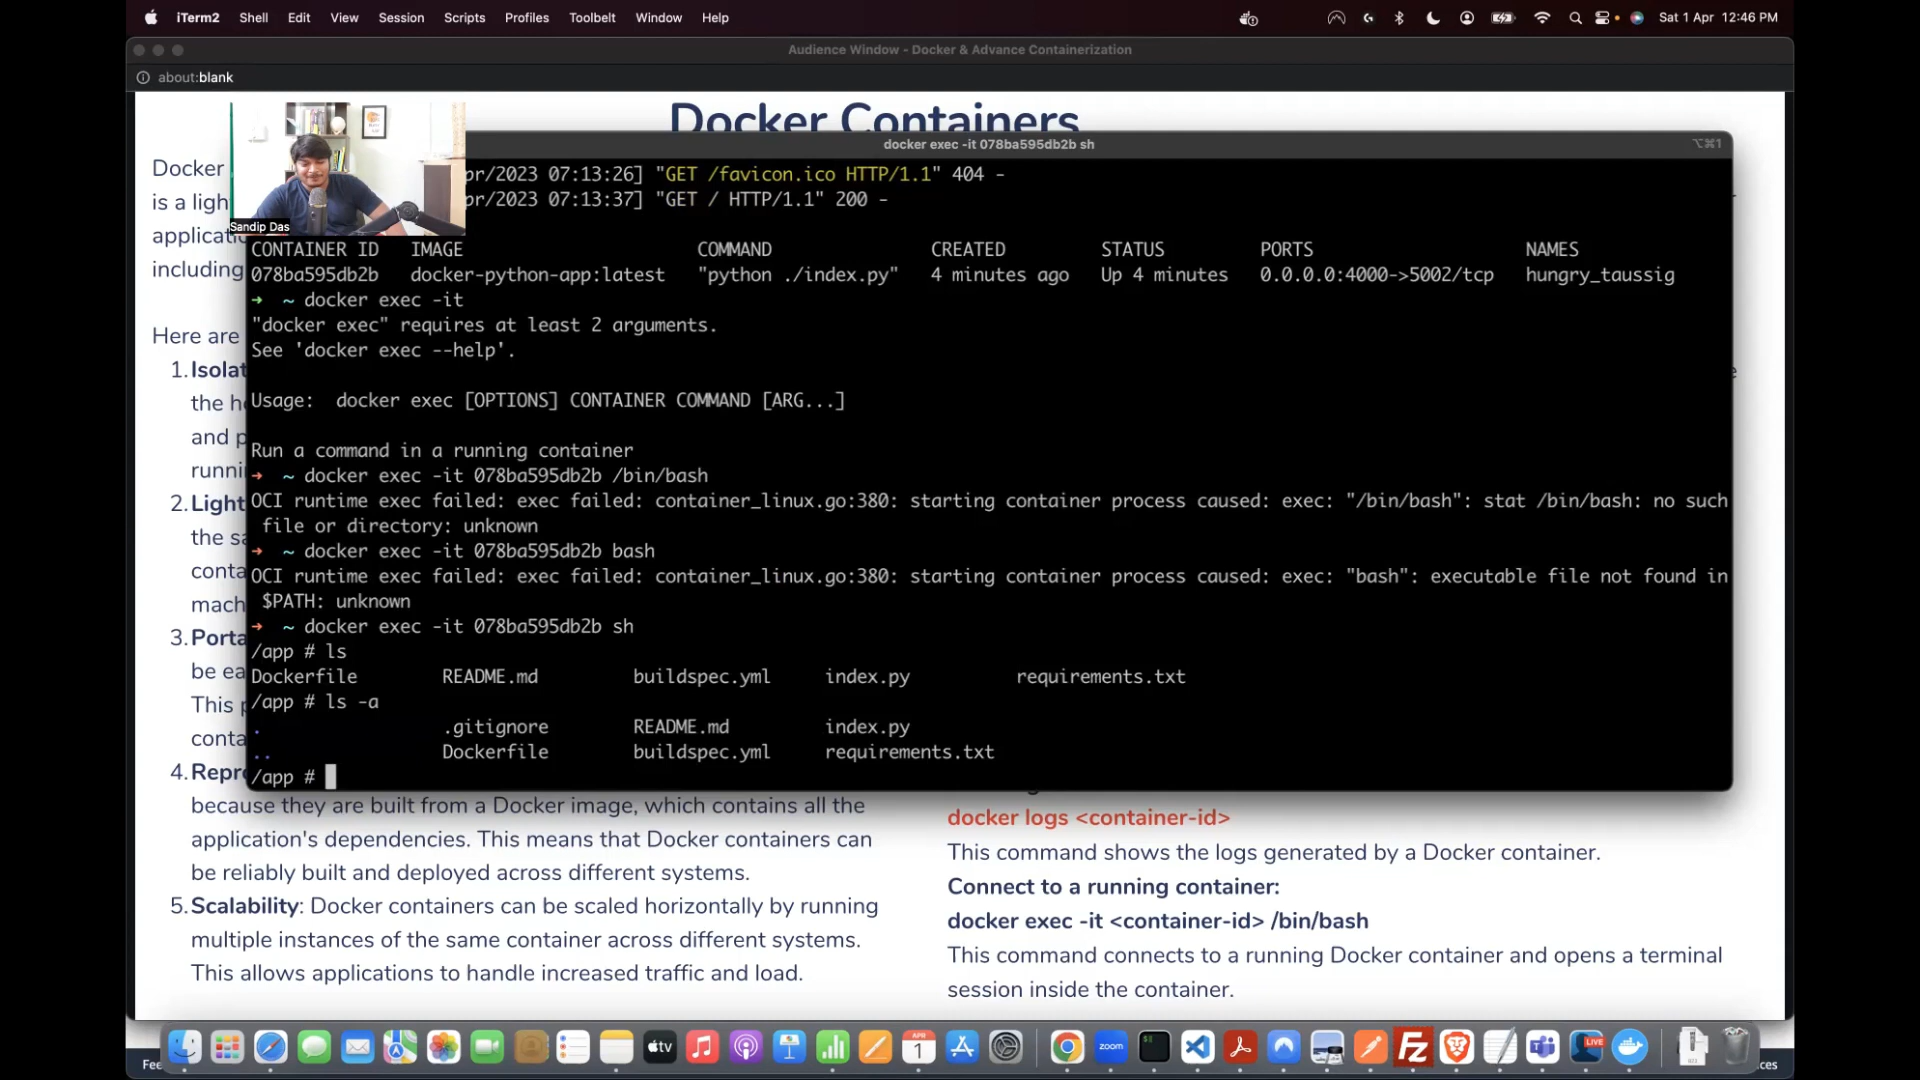 iTerm2 Shell Edit View Session Scripts Profiles Toolbelt Window Help Sat 1 Apr 12:46 PM
Audience Window - Docker & Advance Containerization
about:blank
Docker Containers
docker exec -it 078ba595db2b sh
⌥⌘1
Docker
is a ligh
applicati
including
Sandip Das
pr/2023 07:13:26] "GET /favicon.ico HTTP/1.1" 404 -
pr/2023 07:13:37] "GET / HTTP/1.1" 200 -
CONTAINER ID IMAGE COMMAND CREATED STATUS PORTS NAMES
078ba595db2b docker-python-app:latest "python ./index.py" 4 minutes ago Up 4 minutes 0.0.0.0:4000->5002/tcp hungry_taussig
➜ ~ docker exec -it
"docker exec" requires at least 2 arguments.
See 'docker exec --help'.
Usage: docker exec [OPTIONS] CONTAINER COMMAND [ARG...]
Run a command in a running container
➜ ~ docker exec -it 078ba595db2b /bin/bash
OCI runtime exec failed: exec failed: container_linux.go:380: starting container process caused: exec: "/bin/bash": stat /bin/bash: no such
file or directory: unknown
➜ ~ docker exec -it 078ba595db2b bash
OCI runtime exec failed: exec failed: container_linux.go:380: starting container process caused: exec: "bash": executable file not found in
$PATH: unknown
➜ ~ docker exec -it 078ba595db2b sh
/app # ls
Dockerfile README.md buildspec.yml index.py requirements.txt
/app # ls -a
. .gitignore README.md index.py
.. Dockerfile buildspec.yml requirements.txt
/app #
Here are
1. Isolat
the ho
and p
runni
2. Light
the sa
conta
mach
3. Porta
be ea
This p
conta
4. Repro
because they are built from a Docker image, which contains all the
application's dependencies. This means that Docker containers can
be reliably built and deployed across different systems.
5. Scalability: Docker containers can be scaled horizontally by running
multiple instances of the same container across different systems.
This allows applications to handle increased traffic and load.
docker logs <container-id>
This command shows the logs generated by a Docker container.
Connect to a running container:
docker exec -it <container-id> /bin/bash
This command connects to a running Docker container and opens a terminal
session inside the container.
tv
APR
1
zoom
LIVE
Fee
ces